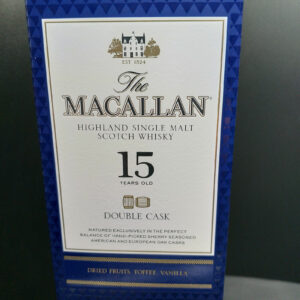 EST 1824
The
MACALLAN
HIGHLAND SINGLE MALT
SCOTCH WHISKY
15
YEARS OLD
DOUBLE CASK
MATURED EXCLUSIVELY IN THE PERFECT
BALANCE OF HAND-PICKED SHERRY SEASONED
AMERICAN AND EUROPEAN OAK CASKS
DRIED FRUITS, TOFFEE, VANILLA